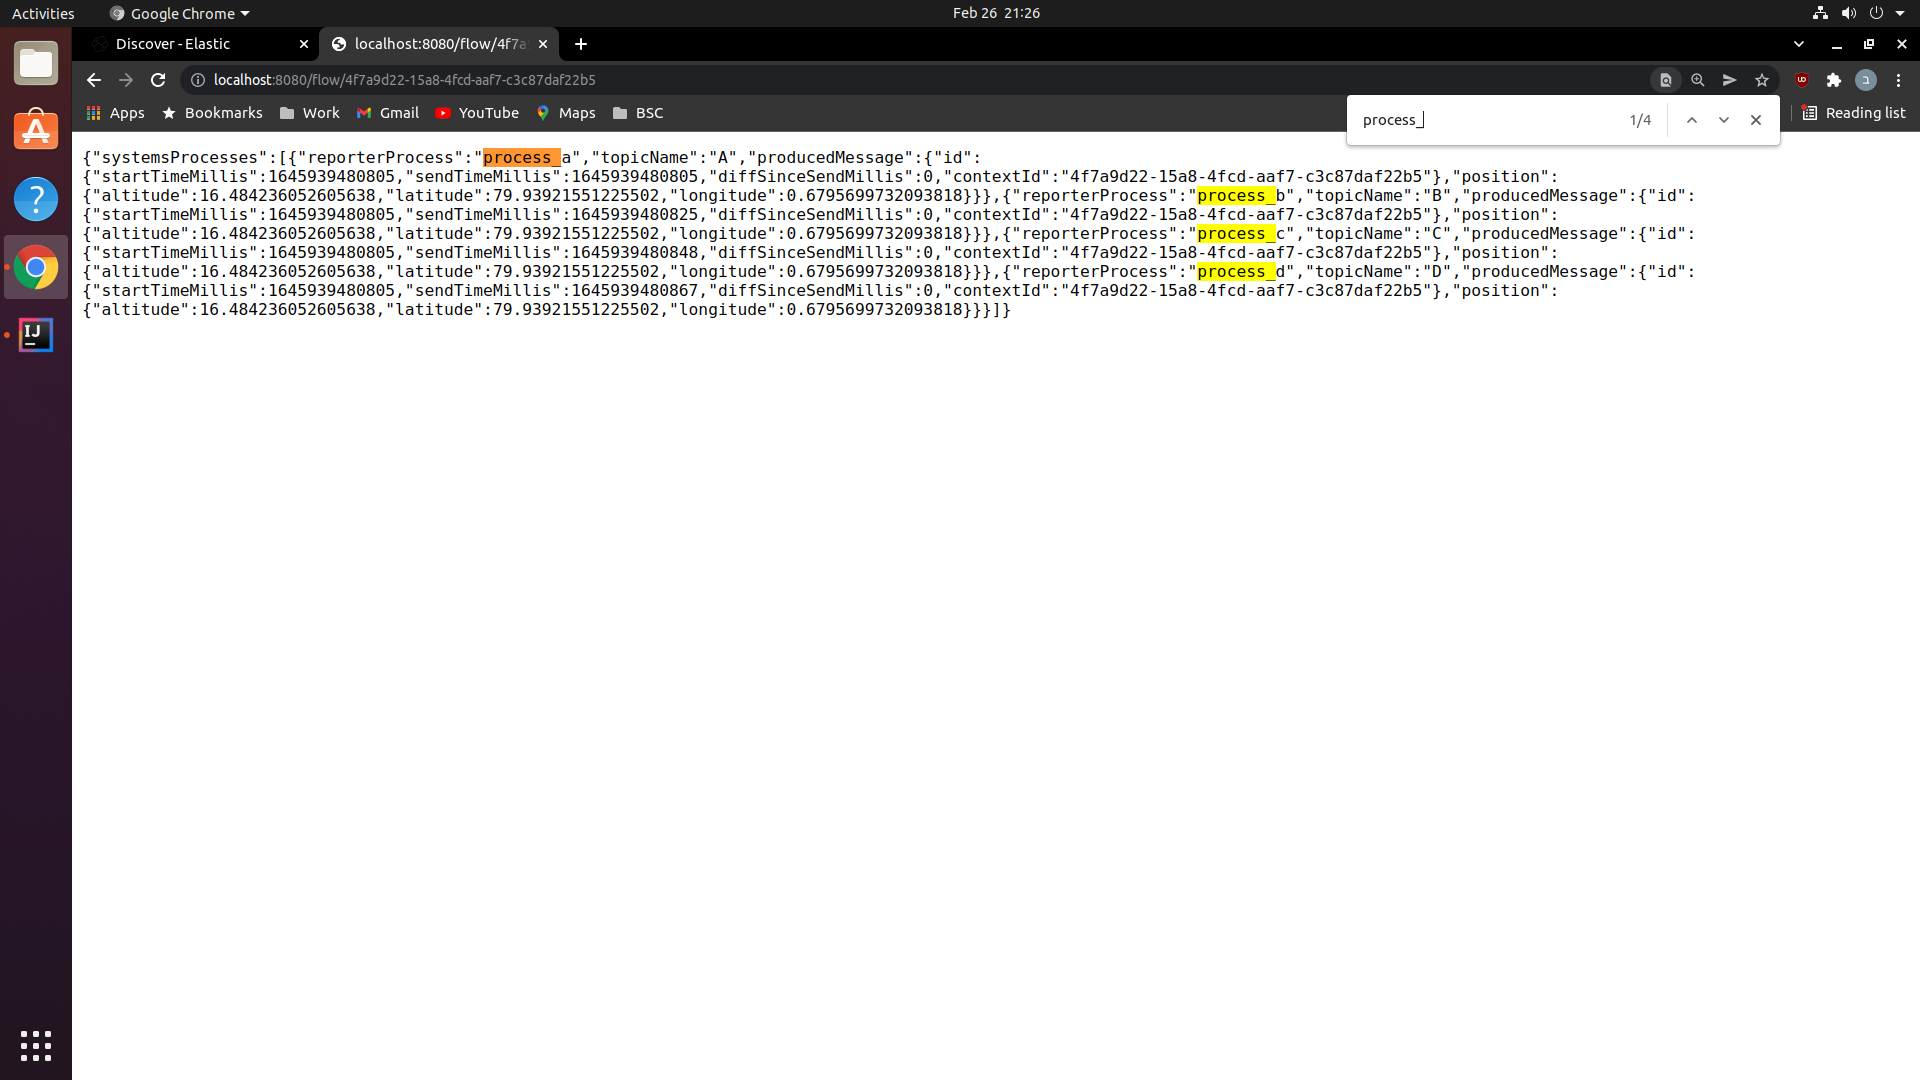 Activities
Google Chrome
Feb 26 21:26
Discover - Elastic
localhost:8080/flow/4f7a
localhost:8080/flow/4f7a9d22-15a8-4fcd-aaf7-c3c87daf22b5
Apps
Bookmarks
Work
Gmail
YouTube
Maps
BSC
process_
1/4
Reading list
{"systemsProcesses":[{"reporterProcess":"process_a","topicName":"A","producedMessage":{"id":
{"startTimeMillis":1645939480805,"sendTimeMillis":1645939480805,"diffSinceSendMillis":0,"contextId":"4f7a9d22-15a8-4fcd-aaf7-c3c87daf22b5"},"position":
{"altitude":16.484236052605638,"latitude":79.93921551225502,"longitude":0.6795699732093818}}},{"reporterProcess":"process_b","topicName":"B","producedMessage":{"id":
{"startTimeMillis":1645939480805,"sendTimeMillis":1645939480825,"diffSinceSendMillis":0,"contextId":"4f7a9d22-15a8-4fcd-aaf7-c3c87daf22b5"},"position":
{"altitude":16.484236052605638,"latitude":79.93921551225502,"longitude":0.6795699732093818}}},{"reporterProcess":"process_c","topicName":"C","producedMessage":{"id":
{"startTimeMillis":1645939480805,"sendTimeMillis":1645939480848,"diffSinceSendMillis":0,"contextId":"4f7a9d22-15a8-4fcd-aaf7-c3c87daf22b5"},"position":
{"altitude":16.484236052605638,"latitude":79.93921551225502,"longitude":0.6795699732093818}}},{"reporterProcess":"process_d","topicName":"D","producedMessage":{"id":
{"startTimeMillis":1645939480805,"sendTimeMillis":1645939480867,"diffSinceSendMillis":0,"contextId":"4f7a9d22-15a8-4fcd-aaf7-c3c87daf22b5"},"position":
{"altitude":16.484236052605638,"latitude":79.93921551225502,"longitude":0.6795699732093818}}}]}
IJ